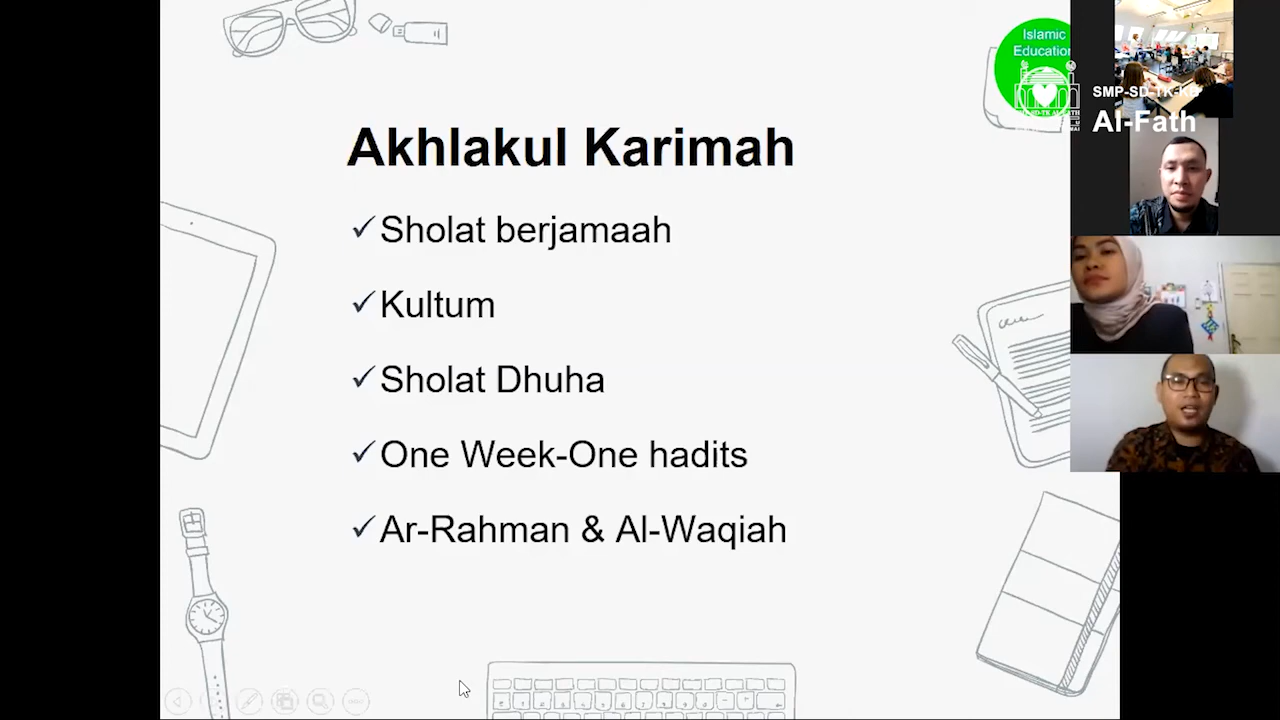 Islamic
Education
SMP-SD-TK-KB
Al-Fath
Akhlakul Karimah
✓Sholat berjamaah
✓Kultum
✓Sholat Dhuha
✓One Week-One hadits
✓Ar-Rahman & Al-Waqiah